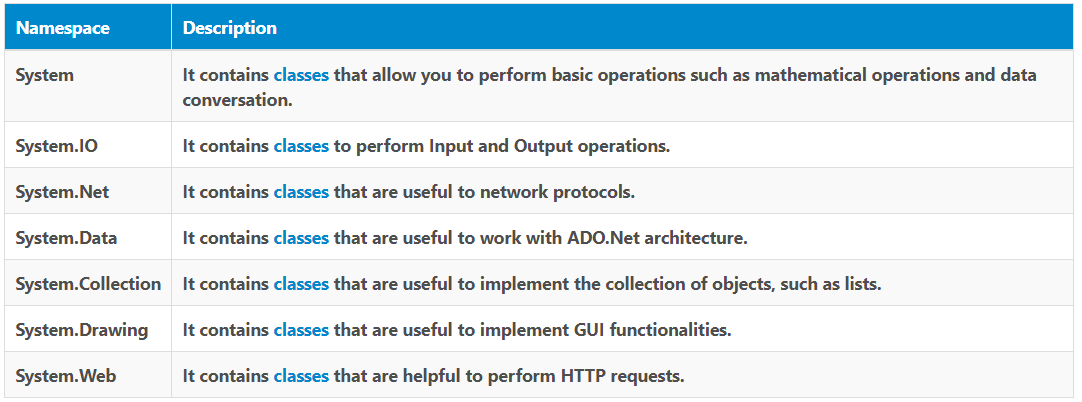 Namespace Description
System It contains classes that allow you to perform basic operations such as mathematical operations and data
conversation.
System.IO It contains classes to perform Input and Output operations.
System.Net It contains classes that are useful to network protocols.
System.Data It contains classes that are useful to work with ADO.Net architecture.
System.Collection It contains classes that are useful to implement the collection of objects, such as lists.
System.Drawing It contains classes that are useful to implement GUI functionalities.
System.Web It contains classes that are helpful to perform HTTP requests.